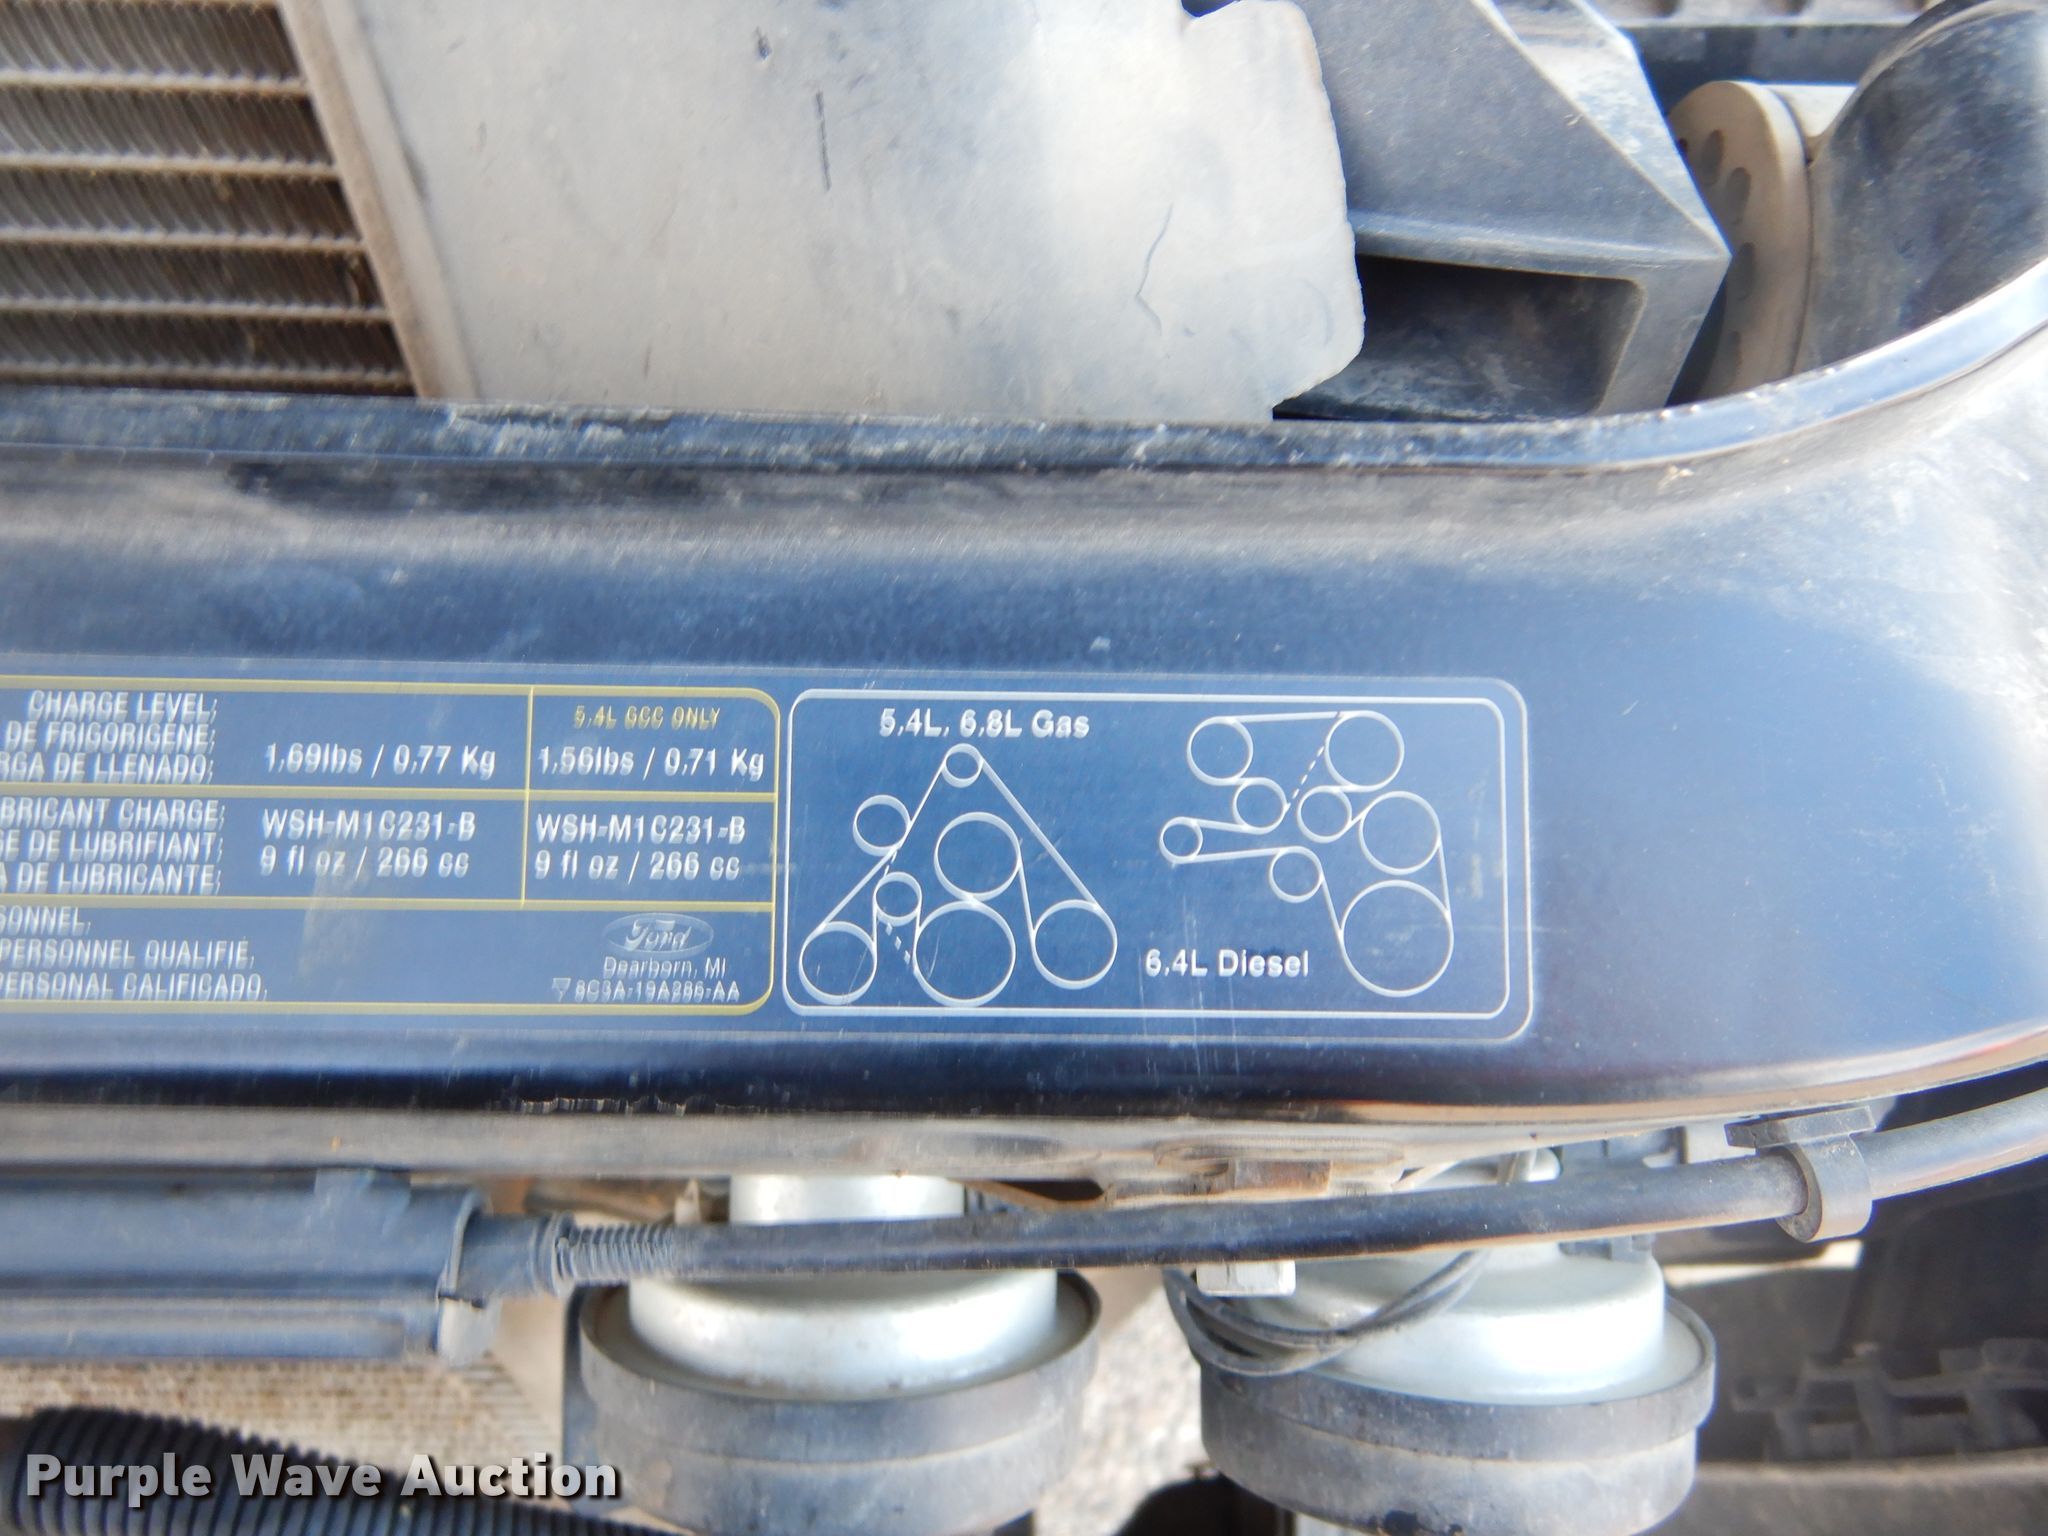 CHARGE LEVEL:
DE FRIGORIGÈNE:
RGA DE LLENADO:
1.69lbs / 0.77 Kg
5.4L GCC ONLY
1.56lbs / 0.71 Kg
BRICANT CHARGE:
GE DE LUBRIFIANT:
A DE LUBRICANTE:
WSH-M1C231-B
9 fl oz / 266 cc
WSH-M1C231-B
9 fl oz / 266 cc
SONNEL.
PERSONNEL QUALIFIÉ.
PERSONAL CALIFICADO.
Ford
Dearborn, MI
8C3A-19A286-AA
5.4L, 6.8L Gas
6.4L Diesel
Purple Wave Auction